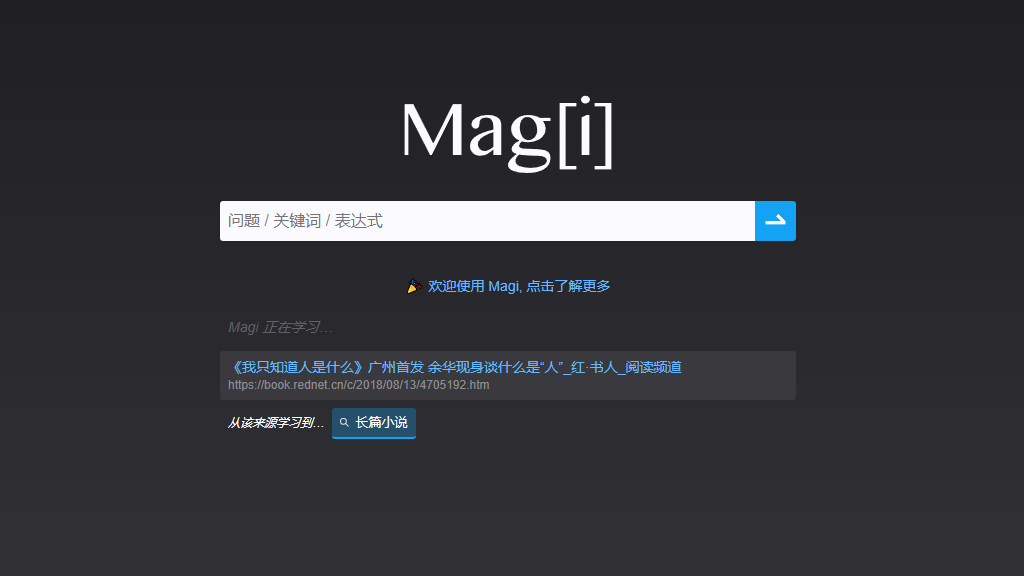 Mag[i]
问题 / 关键词 / 表达式
欢迎使用 Magi, 点击了解更多
Magi 正在学习…
《我只知道人是什么》广州首发 余华现身谈什么是“人”_红·书人_阅读频道
https://book.rednet.cn/c/2018/08/13/4705192.htm
从该来源学习到… 长篇小说